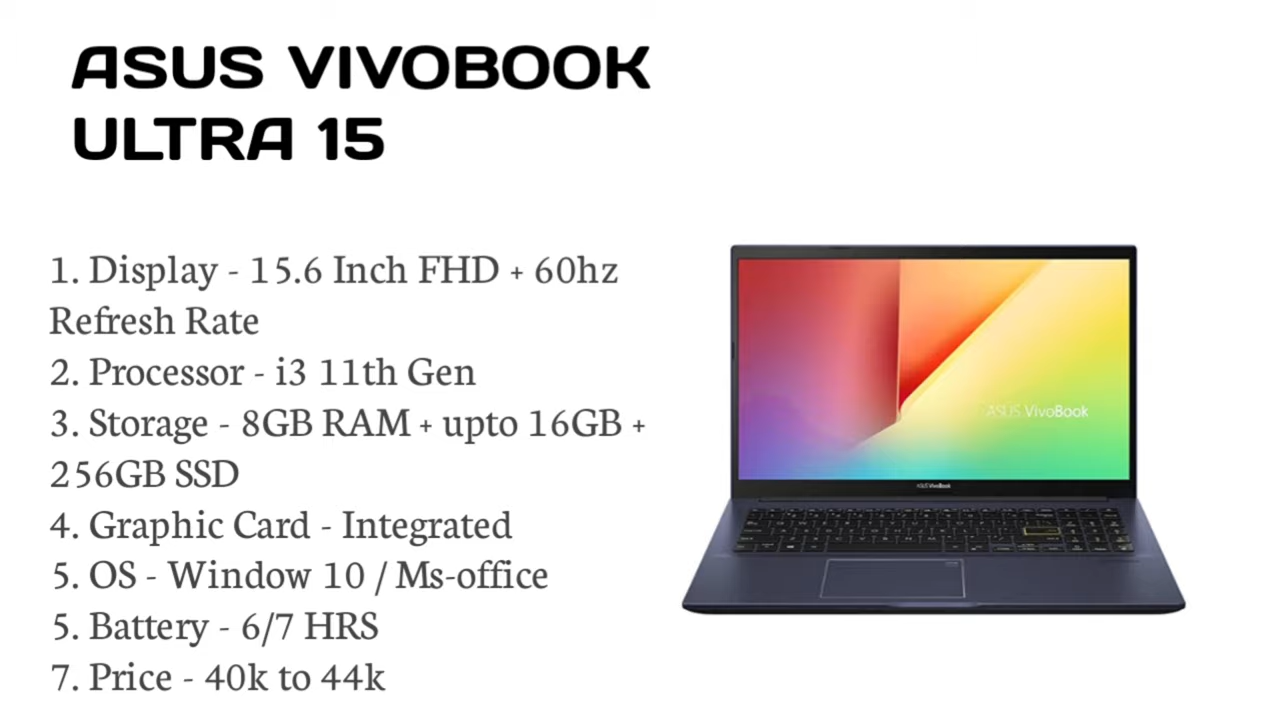 ASUS VIVOBOOK
ULTRA 15
1. Display - 15.6 Inch FHD + 60hz
Refresh Rate
2. Processor - i3 11th Gen
3. Storage - 8GB RAM + upto 16GB +
256GB SSD
4. Graphic Card - Integrated
5. OS - Window 10 / Ms-office
5. Battery - 6/7 HRS
7. Price - 40k to 44k
ASUS VivoBook
ASUS VivoBook